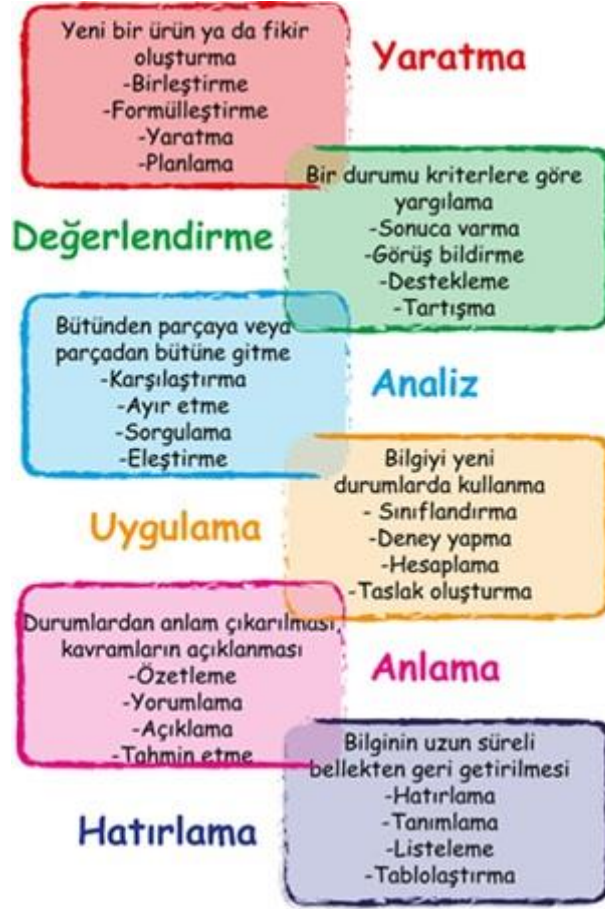 Yeni bir ürün ya da fikir
oluşturma
-Birleştirme
-Formülleştirme
-Yaratma
-Planlama
Yaratma
Bir durumu kriterlere göre
yargılama
-Sonuca varma
-Görüş bildirme
-Destekleme
-Tartışma
Değerlendirme
Bütünden parçaya veya
parçadan bütüne gitme
-Karşılaştırma
-Ayır etme
-Sorgulama
-Eleştirme
Analiz
Bilgiyi yeni
durumlarda kullanma
- Sınıflandırma
-Deney yapma
-Hesaplama
-Taslak oluşturma
Uygulama
Durumlardan anlam çıkarılması,
kavramların açıklanması
-Özetleme
-Yorumlama
-Açıklama
-Tahmin etme
Anlama
Bilginin uzun süreli
bellekten geri getirilmesi
-Hatırlama
-Tanımlama
-Listeleme
-Tablolaştırma
Hatırlama